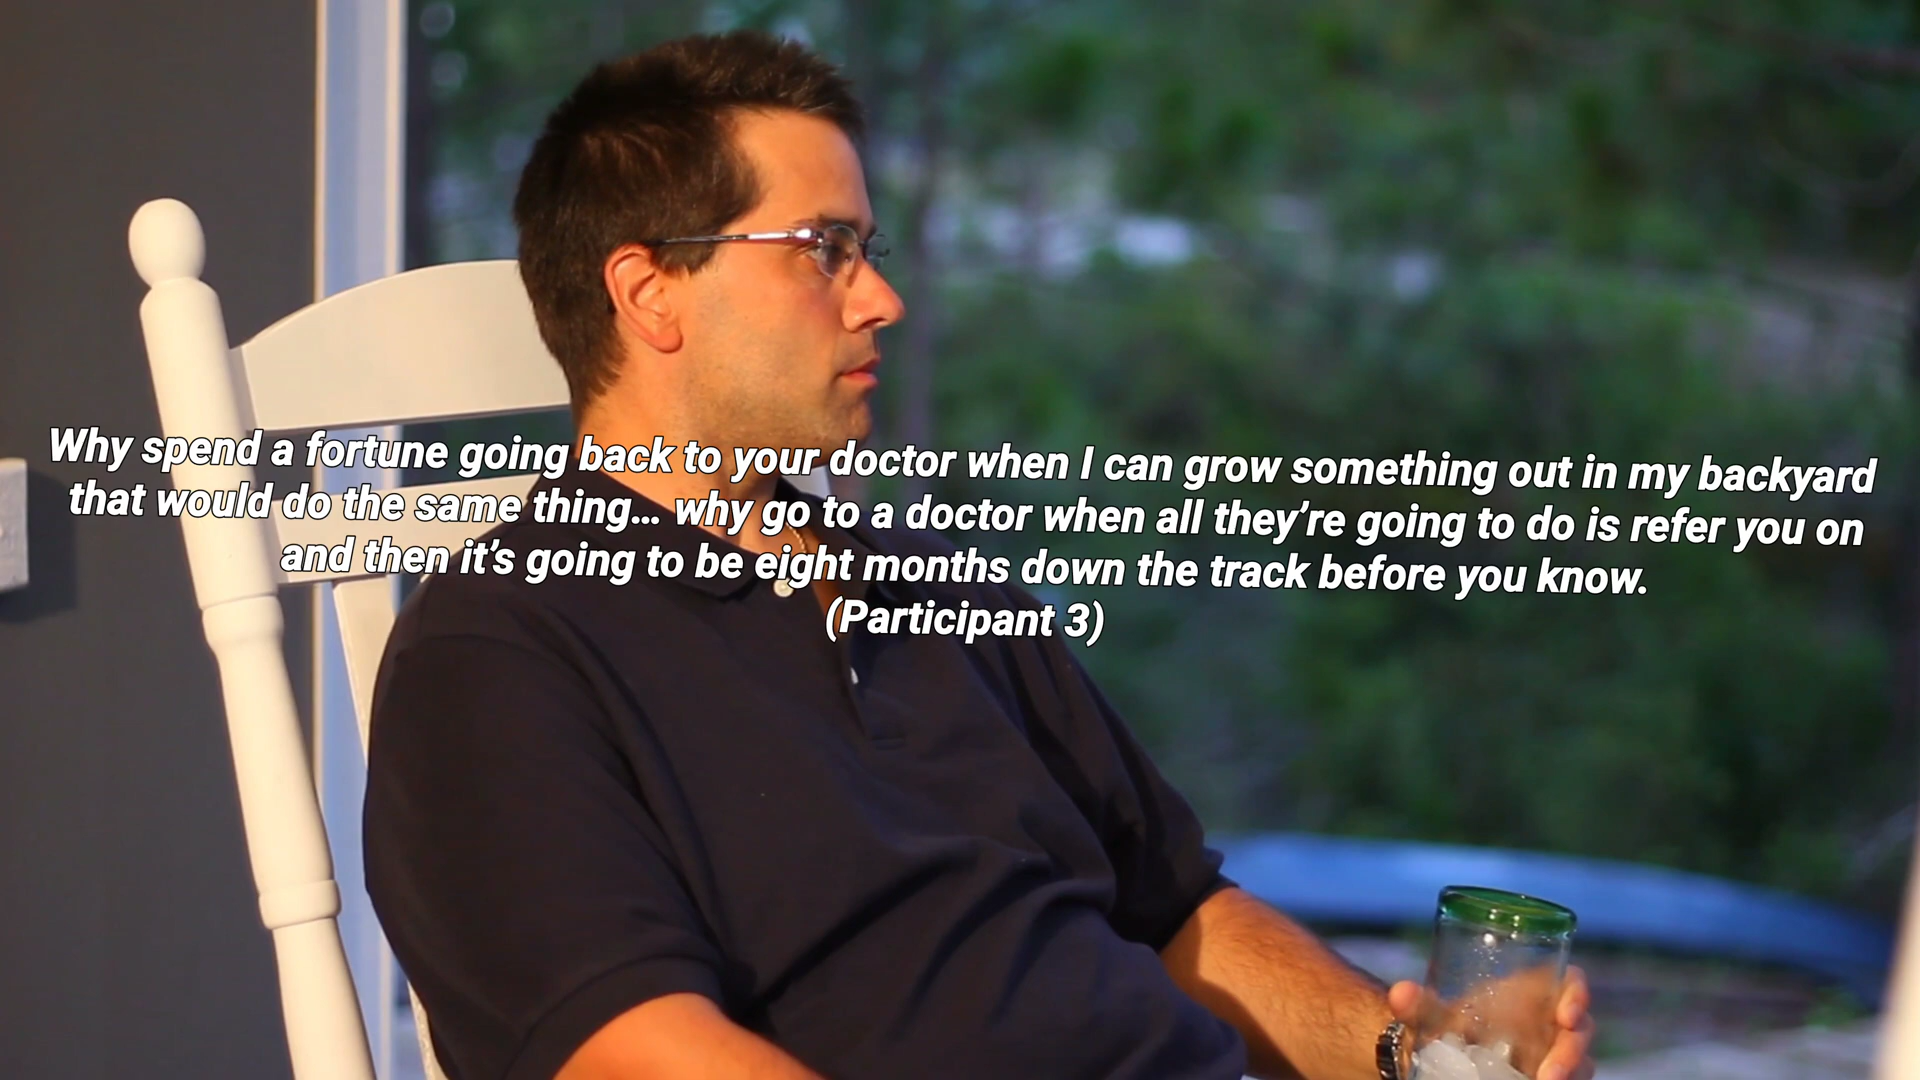 Why spend a fortune going back to your doctor when I can grow something out in my backyard
that would do the same thing... why go to a doctor when all they’re going to do is refer you on
and then it’s going to be eight months down the track before you know.
(Participant 3)